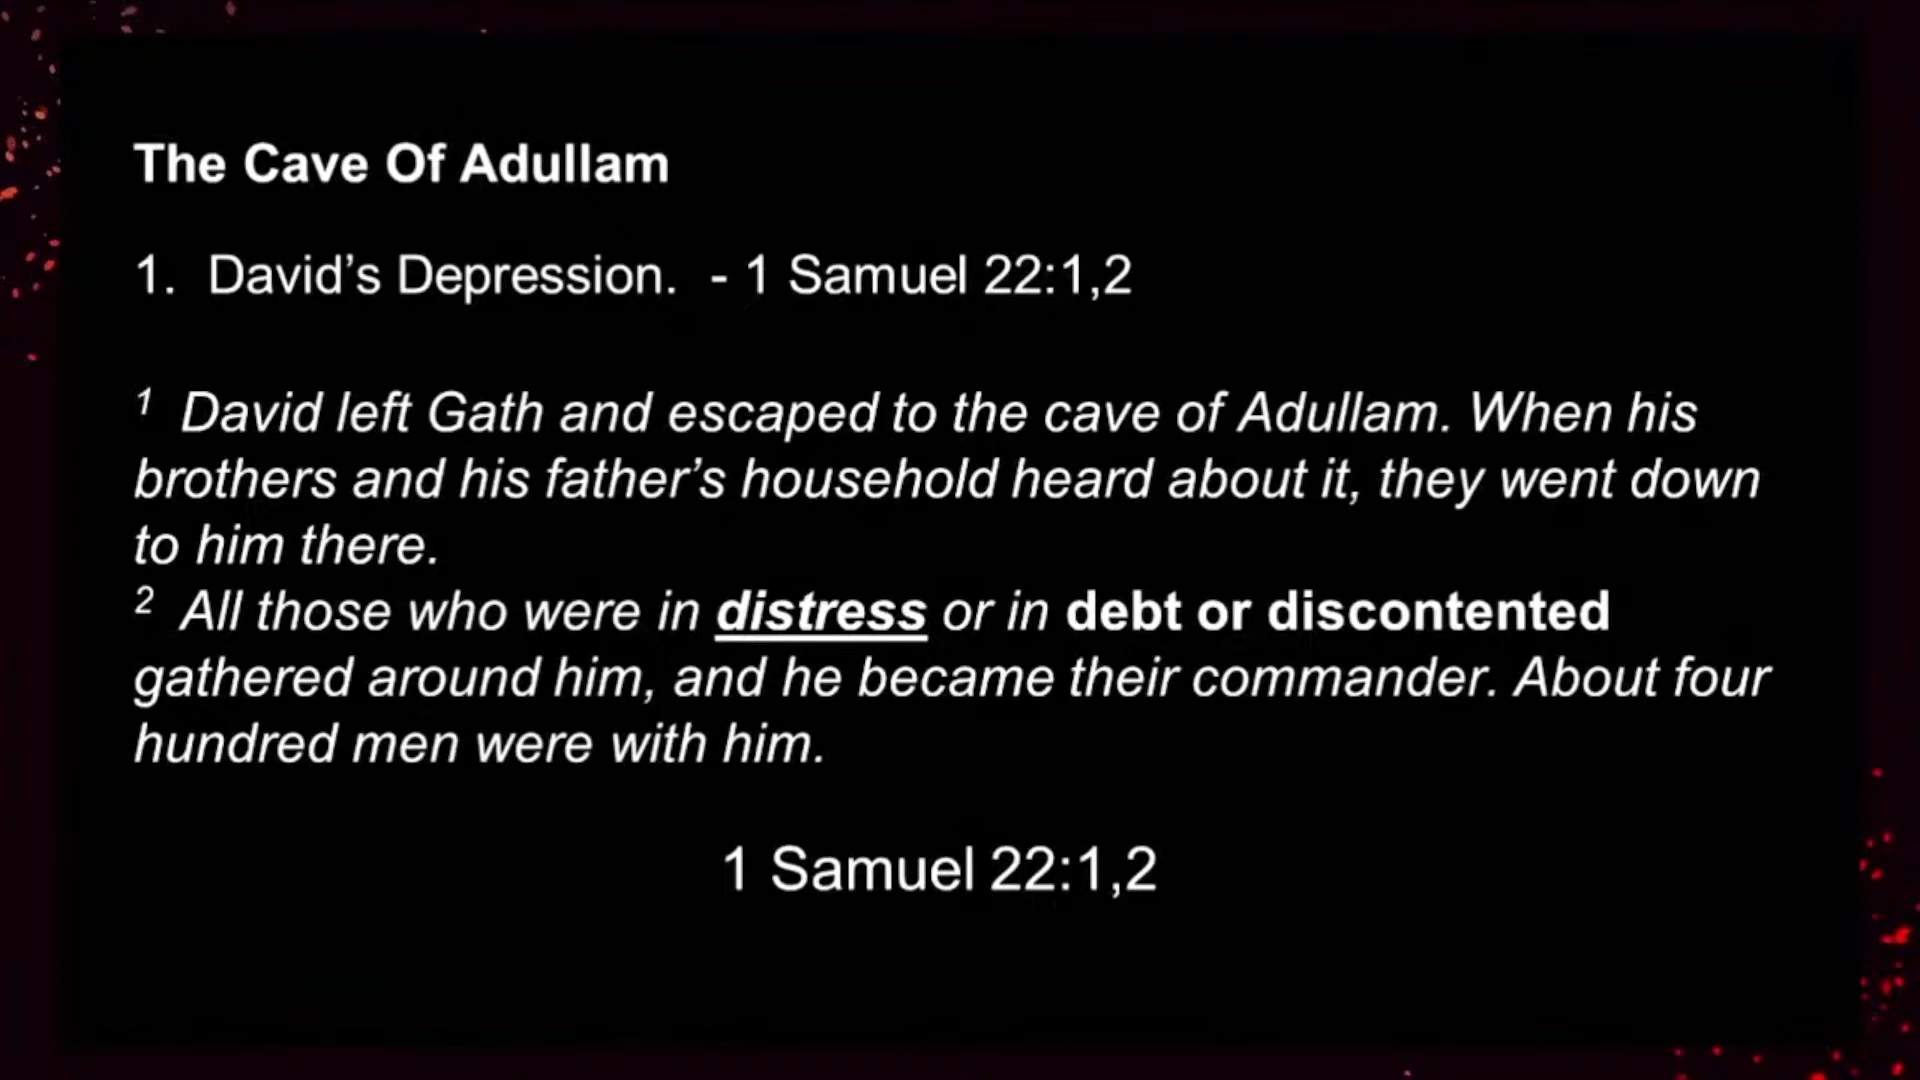 The Cave Of Adullam
1. David’s Depression. - 1 Samuel 22:1,2
1 David left Gath and escaped to the cave of Adullam. When his
brothers and his father’s household heard about it, they went down
to him there.
2 All those who were in distress or in debt or discontented
gathered around him, and he became their commander. About four
hundred men were with him.
1 Samuel 22:1,2